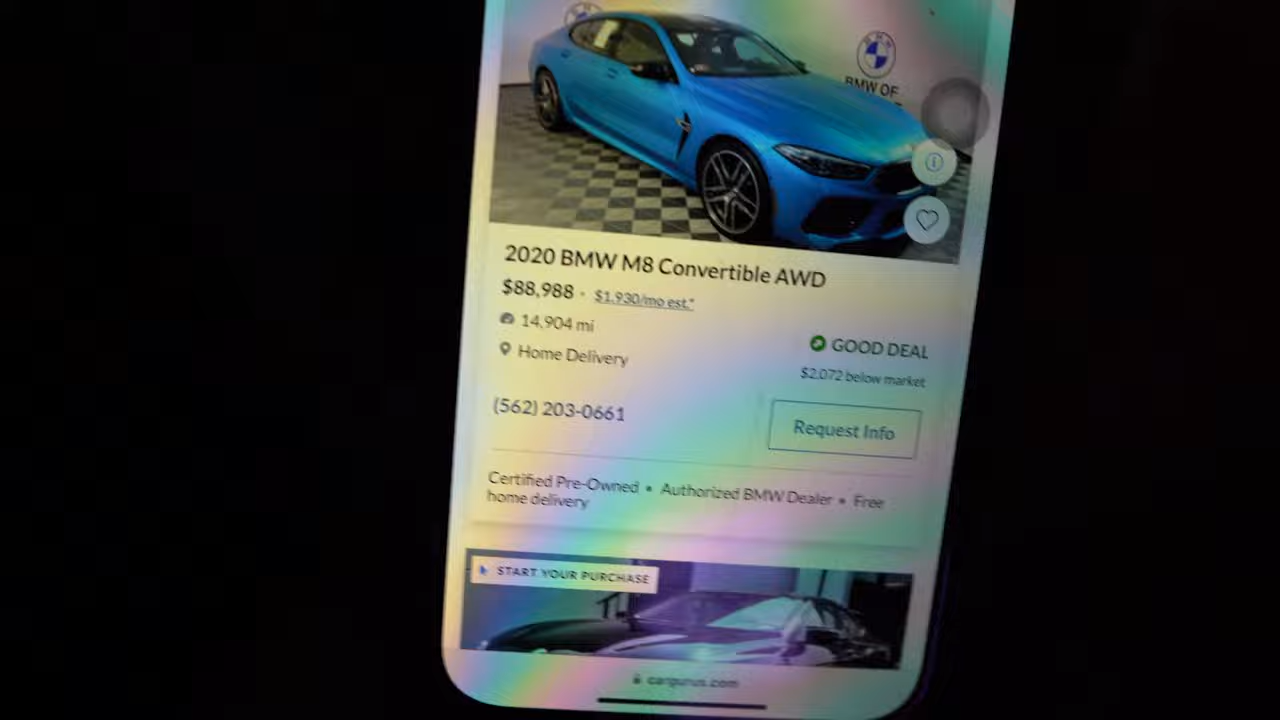 BMW OF
2020 BMW M8 Convertible AWD
$88,988 · $1,930/mo est.*
14,904 mi
Home Delivery
GOOD DEAL
$2,072 below market
(562) 203-0661
Request Info
Certified Pre-Owned • Authorized BMW Dealer • Free
home delivery
START YOUR PURCHASE
cargurus.com